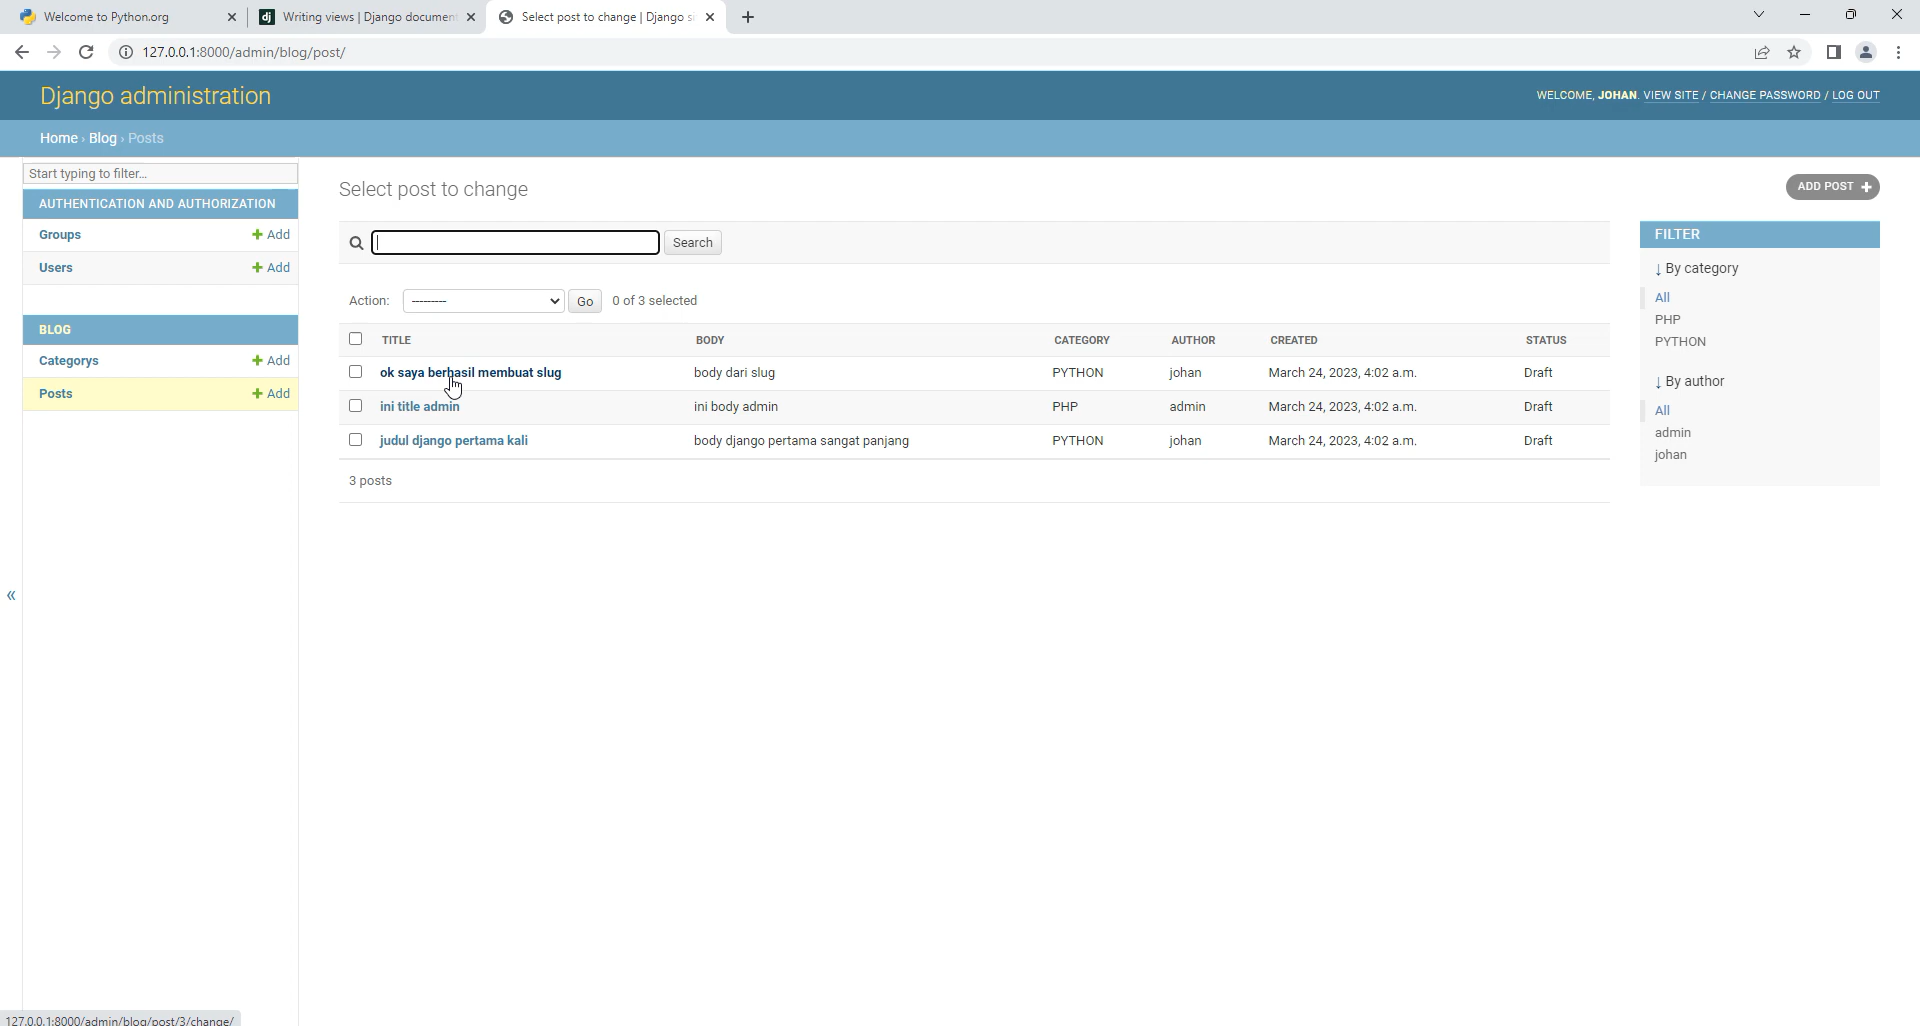 Welcome to Python.org
Writing views | Django document
Select post to change | Django s
127.0.0.1:8000/admin/blog/post/
Django administration
WELCOME, JOHAN. VIEW SITE / CHANGE PASSWORD / LOG OUT
Home › Blog › Posts
Start typing to filter...
AUTHENTICATION AND AUTHORIZATION
Groups + Add
Users + Add
BLOG
Categorys + Add
Posts + Add
«
Select post to change
ADD POST +
Search
Action: --------- Go 0 of 3 selected
TITLE BODY CATEGORY AUTHOR CREATED STATUS
ok saya berhasil membuat slug body dari slug PYTHON johan March 24, 2023, 4:02 a.m. Draft
ini title admin ini body admin PHP admin March 24, 2023, 4:02 a.m. Draft
judul django pertama kali body django pertama sangat panjang PYTHON johan March 24, 2023, 4:02 a.m. Draft
3 posts
FILTER
↓ By category
All
PHP
PYTHON
↓ By author
All
admin
johan
127.0.0.1:8000/admin/blog/post/3/change/